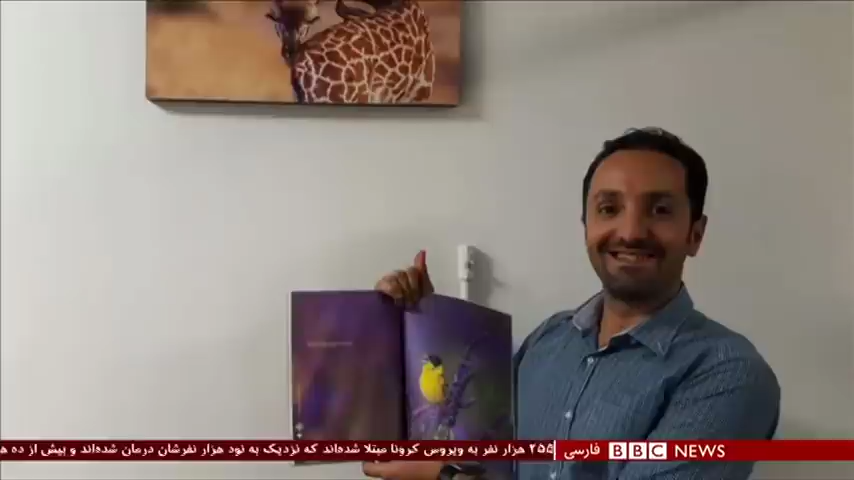 ۲۵۵ هزار نفر به ویروس کرونا مبتلا شده‌اند که نزدیک به نود هزار نفرشان درمان شده‌اند و بیش از ده ه
BBC NEWS فارسی